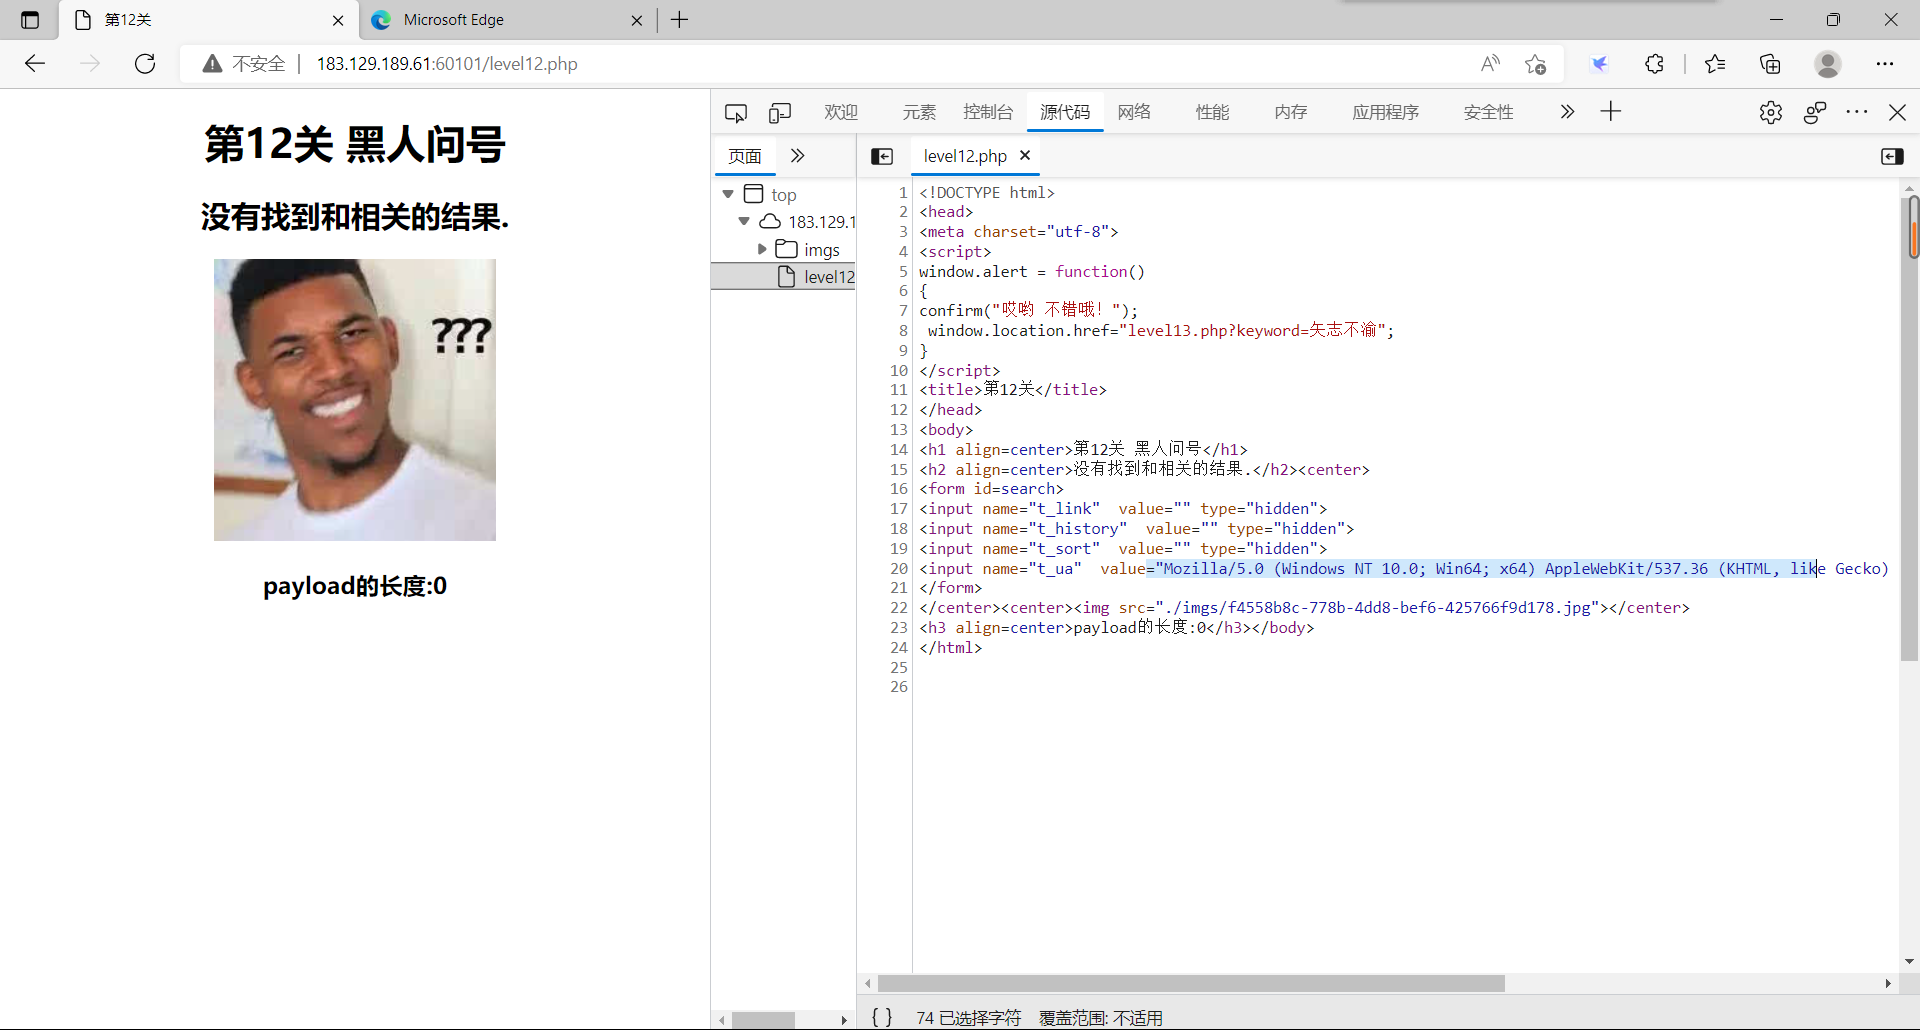 第12关
Microsoft Edge
不安全 183.129.189.61:60101/level12.php
第12关 黑人问号
没有找到和相关的结果.
???
payload的长度:0
欢迎 元素 控制台 源代码 网络 性能 内存 应用程序 安全性
页面
level12.php
top
183.129.1
imgs
level12
1 <!DOCTYPE html>
2 <head>
3 <meta charset="utf-8">
4 <script>
5 window.alert = function()
6 {
7 confirm("哎哟 不错哦! ");
8  window.location.href="level13.php?keyword=矢志不渝";
9 }
10 </script>
11 <title>第12关</title>
12 </head>
13 <body>
14 <h1 align=center>第12关 黑人问号</h1>
15 <h2 align=center>没有找到和相关的结果.</h2><center>
16 <form id=search>
17 <input name="t_link"  value="" type="hidden">
18 <input name="t_history"  value="" type="hidden">
19 <input name="t_sort"  value="" type="hidden">
20 <input name="t_ua"  value="Mozilla/5.0 (Windows NT 10.0; Win64; x64) AppleWebKit/537.36 (KHTML, like Gecko)
21 </form>
22 </center><center><img src="./imgs/f4558b8c-778b-4dd8-bef6-425766f9d178.jpg"></center>
23 <h3 align=center>payload的长度:0</h3></body>
24 </html>
25
26
{ } 74 已选择字符 覆盖范围: 不适用